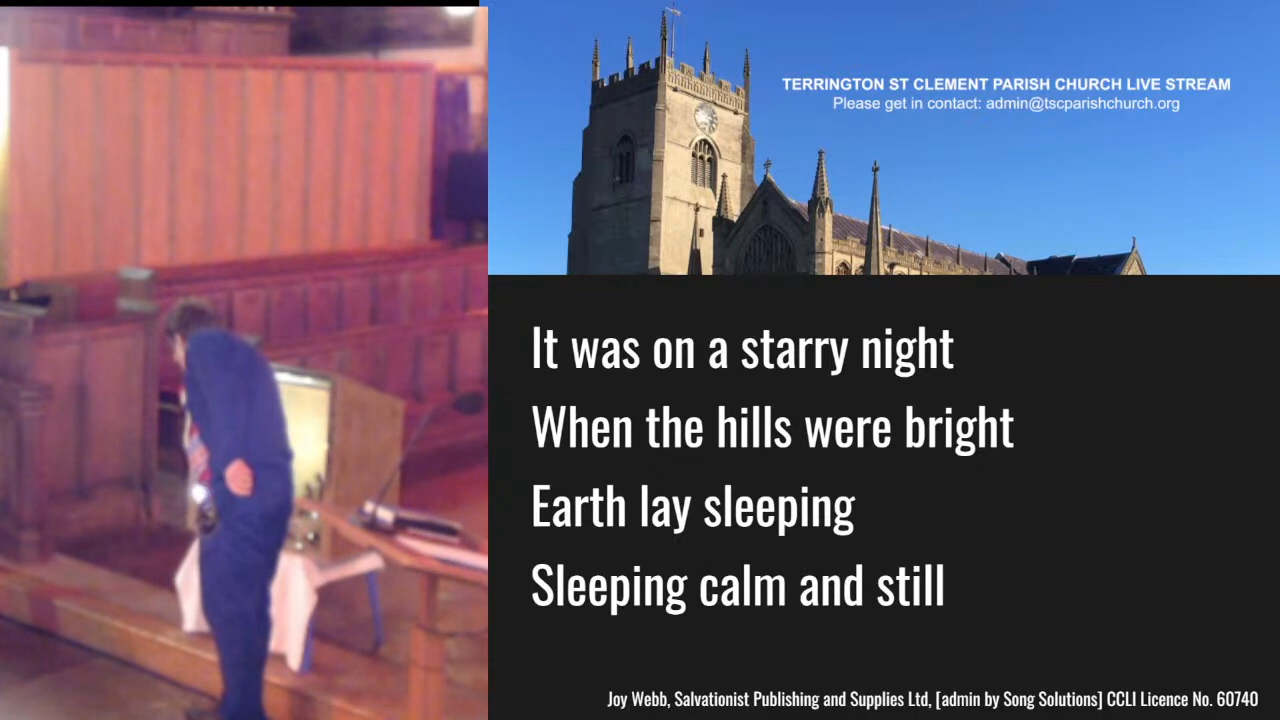 TERRINGTON ST CLEMENT PARISH CHURCH LIVE STREAM
Please get in contact: admin@tscparishchurch.org
It was on a starry night
When the hills were bright
Earth lay sleeping
Sleeping calm and still
Joy Webb, Salvationist Publishing and Supplies Ltd, [admin by Song Solutions] CCLI Licence No. 60740